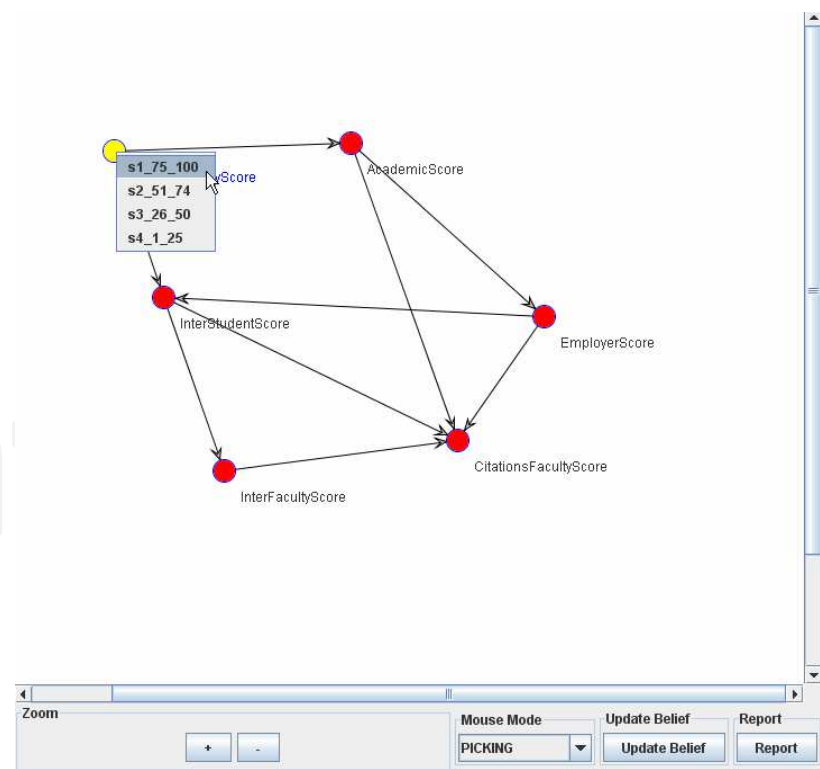 s1_75_100
s2_51_74
s3_26_50
s4_1_25
AcademicScore
InterStudentScore
EmployerScore
CitationsFacultyScore
InterFacultyScore
Zoom
+
-
Mouse Mode
PICKING
Update Belief
Update Belief
Report
Report